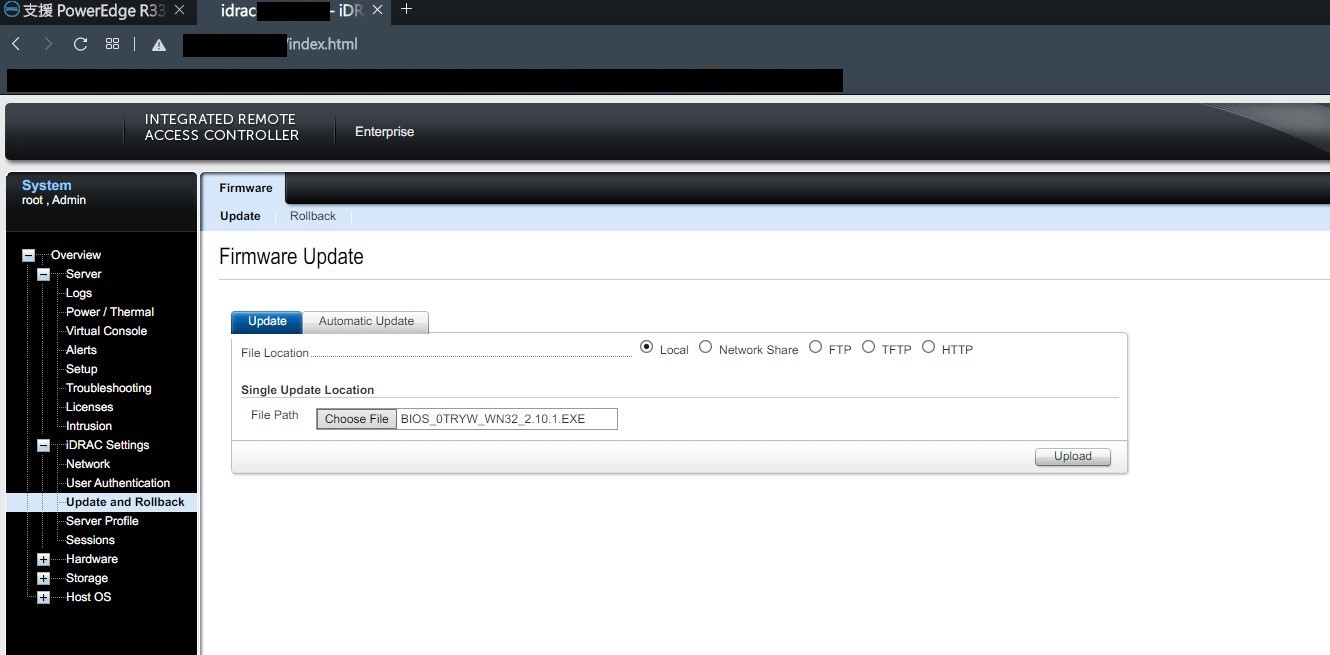 支援 PowerEdge R33
idrac - iDR
/index.html
INTEGRATED REMOTE
ACCESS CONTROLLER
Enterprise
System
root , Admin
Overview
Server
Logs
Power / Thermal
Virtual Console
Alerts
Setup
Troubleshooting
Licenses
Intrusion
iDRAC Settings
Network
User Authentication
Update and Rollback
Server Profile
Sessions
Hardware
Storage
Host OS
Firmware
Update Rollback
Firmware Update
Update Automatic Update
File Location Local Network Share FTP TFTP HTTP
Single Update Location
File Path Choose File BIOS_0TRYW_WN32_2.10.1.EXE
Upload